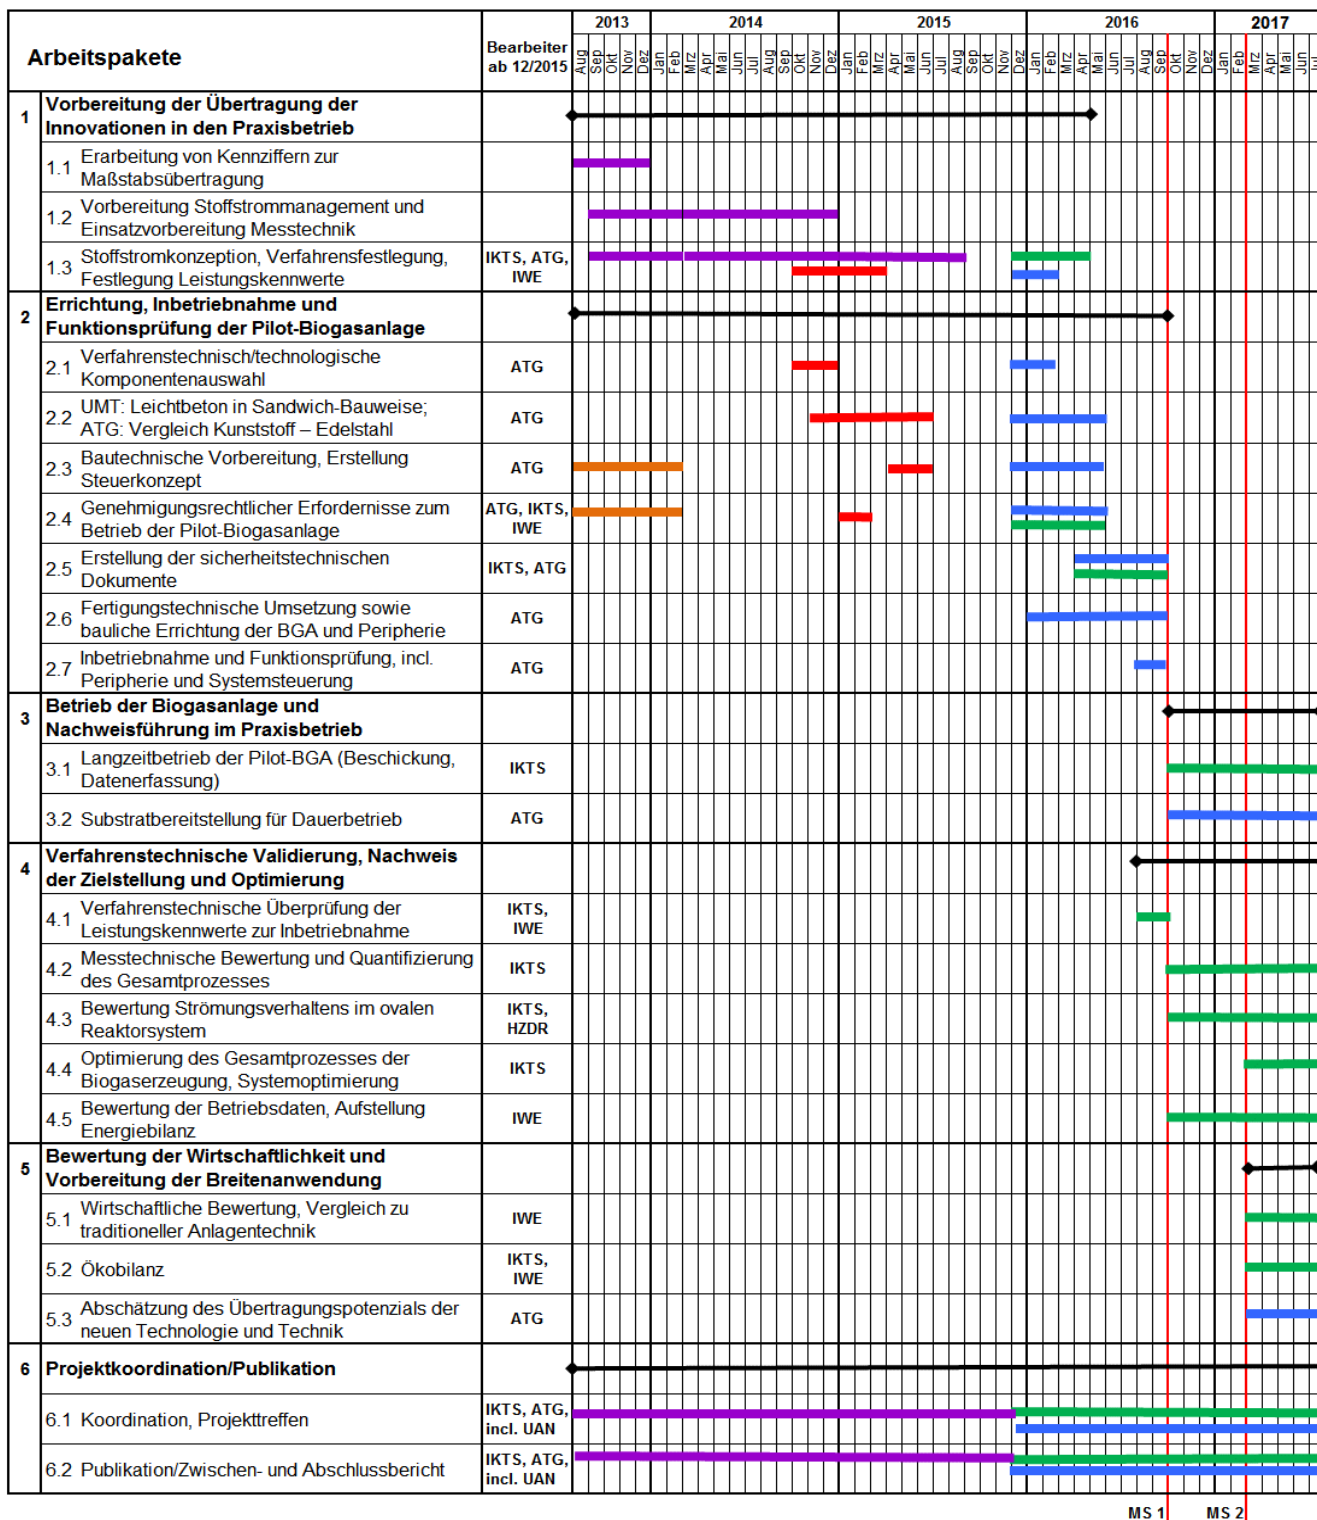 2013 2014 2015 2016 2017
Arbeitspakete
Bearbeiter
ab 12/2015
Aug Sep Okt Nov Dez Jan Feb Mrz Apr Mai Jun Jul Aug Sep Okt Nov Dez Jan Feb Mrz Apr Mai Jun Jul Aug Sep Okt Nov Dez Jan Feb Mrz Apr Mai Jun Jul Aug Sep Okt Nov Dez Jan Feb Mrz Apr Mai Jun Jul
1 Vorbereitung der Übertragung der
Innovationen in den Praxisbetrieb
1.1 Erarbeitung von Kennziffern zur
Maßstabsübertragung
1.2 Vorbereitung Stoffstrommanagement und
Einsatzvorbereitung Messtechnik
1.3 Stoffstromkonzeption, Verfahrensfestlegung,
Festlegung Leistungskennwerte
IKTS, ATG,
IWE
2 Errichtung, Inbetriebnahme und
Funktionsprüfung der Pilot-Biogasanlage
2.1 Verfahrenstechnisch/technologische
Komponentenauswahl
ATG
2.2 UMT: Leichtbeton in Sandwich-Bauweise;
ATG: Vergleich Kunststoff – Edelstahl
ATG
2.3 Bautechnische Vorbereitung, Erstellung
Steuerkonzept
ATG
2.4 Genehmigungsrechtlicher Erfordernisse zum
Betrieb der Pilot-Biogasanlage
ATG, IKTS,
IWE
2.5 Erstellung der sicherheitstechnischen
Dokumente
IKTS, ATG
2.6 Fertigungstechnische Umsetzung sowie
bauliche Errichtung der BGA und Peripherie
ATG
2.7 Inbetriebnahme und Funktionsprüfung, incl.
Peripherie und Systemsteuerung
ATG
3 Betrieb der Biogasanlage und
Nachweisführung im Praxisbetrieb
3.1 Langzeitbetrieb der Pilot-BGA (Beschickung,
Datenerfassung)
IKTS
3.2 Substratbereitstellung für Dauerbetrieb
ATG
4 Verfahrenstechnische Validierung, Nachweis
der Zielstellung und Optimierung
4.1 Verfahrenstechnische Überprüfung der
Leistungskennwerte zur Inbetriebnahme
IKTS,
IWE
4.2 Messtechnische Bewertung und Quantifizierung
des Gesamtprozesses
IKTS
4.3 Bewertung Strömungsverhaltens im ovalen
Reaktorsystem
IKTS,
HZDR
4.4 Optimierung des Gesamtprozesses der
Biogaserzeugung, Systemoptimierung
IKTS
4.5 Bewertung der Betriebsdaten, Aufstellung
Energiebilanz
IWE
5 Bewertung der Wirtschaftlichkeit und
Vorbereitung der Breitenanwendung
5.1 Wirtschaftliche Bewertung, Vergleich zu
traditioneller Anlagentechnik
IWE
5.2 Ökobilanz
IKTS,
IWE
5.3 Abschätzung des Übertragungspotenzials der
neuen Technologie und Technik
ATG
6 Projektkoordination/Publikation
6.1 Koordination, Projekttreffen
IKTS, ATG,
incl. UAN
6.2 Publikation/Zwischen- und Abschlussbericht
IKTS, ATG,
incl. UAN
MS 1 MS 2